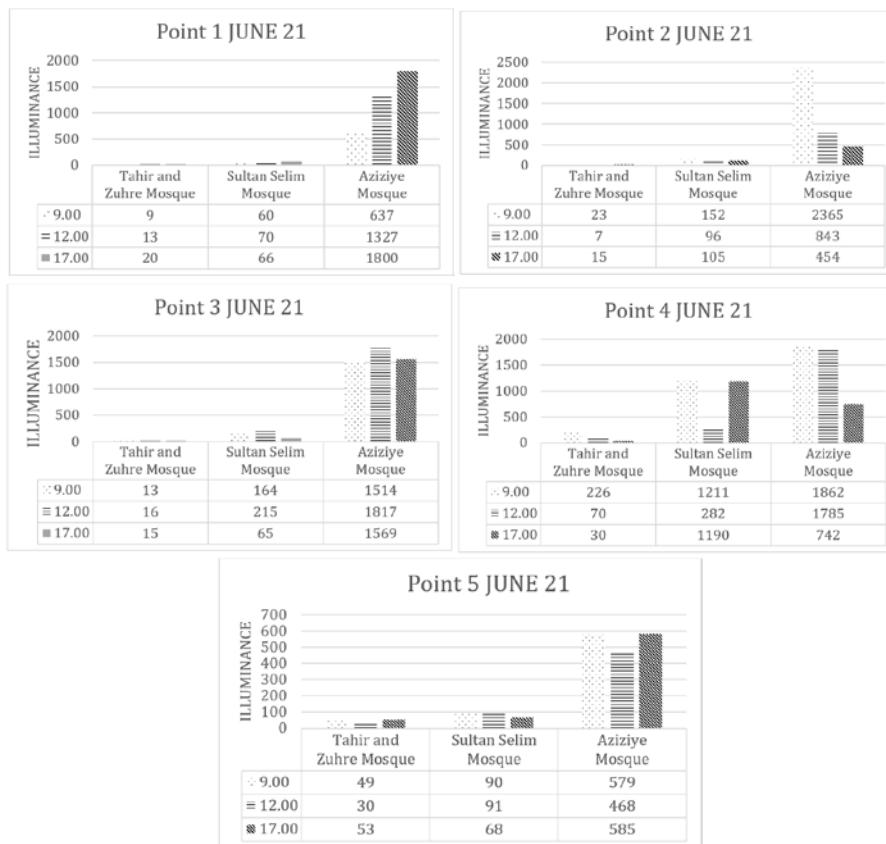 Point 1 JUNE 21
ILLUMINANCE
2000
1500
1000
500
0
Tahir and Zuhre Mosque Sultan Selim Mosque Aziziye Mosque
9.00 9 60 637
12.00 13 70 1327
17.00 20 66 1800
Point 2 JUNE 21
ILLUMINANCE
2500
2000
1500
1000
500
0
Tahir and Zuhre Mosque Sultan Selim Mosque Aziziye Mosque
9.00 23 152 2365
12.00 7 96 843
17.00 15 105 454
Point 3 JUNE 21
ILLUMINANCE
2000
1500
1000
500
0
Tahir and Zuhre Mosque Sultan Selim Mosque Aziziye Mosque
9.00 13 164 1514
12.00 16 215 1817
17.00 15 65 1569
Point 4 JUNE 21
ILLUMINANCE
2000
1500
1000
500
0
Tahir and Zuhre Mosque Sultan Selim Mosque Aziziye Mosque
9.00 226 1211 1862
12.00 70 282 1785
17.00 30 1190 742
Point 5 JUNE 21
ILLUMINANCE
700
600
500
400
300
200
100
0
Tahir and Zuhre Mosque Sultan Selim Mosque Aziziye Mosque
9.00 49 90 579
12.00 30 91 468
17.00 53 68 585